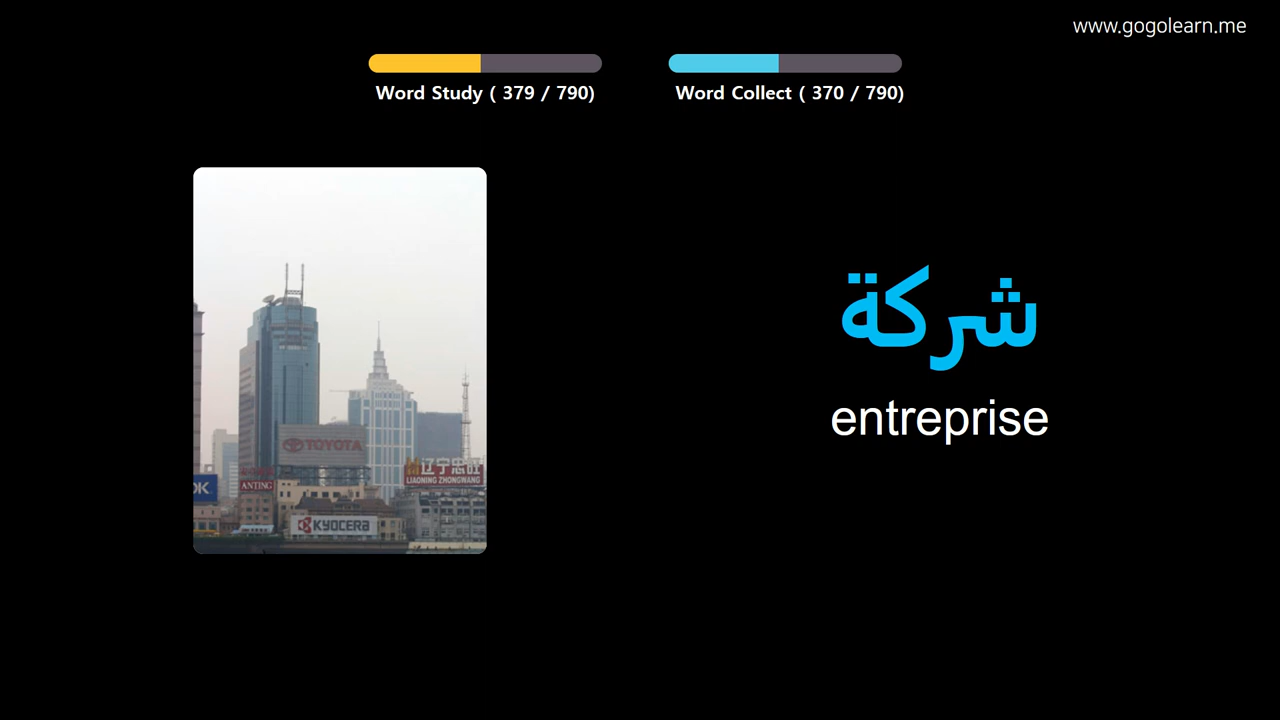 www.gogolearn.me
Word Study ( 379 / 790)
Word Collect ( 370 / 790)
شركة
entreprise
TOYOTA
辽宁忠旺
LIAONING ZHONGWANG
ANTING
KYOCERA